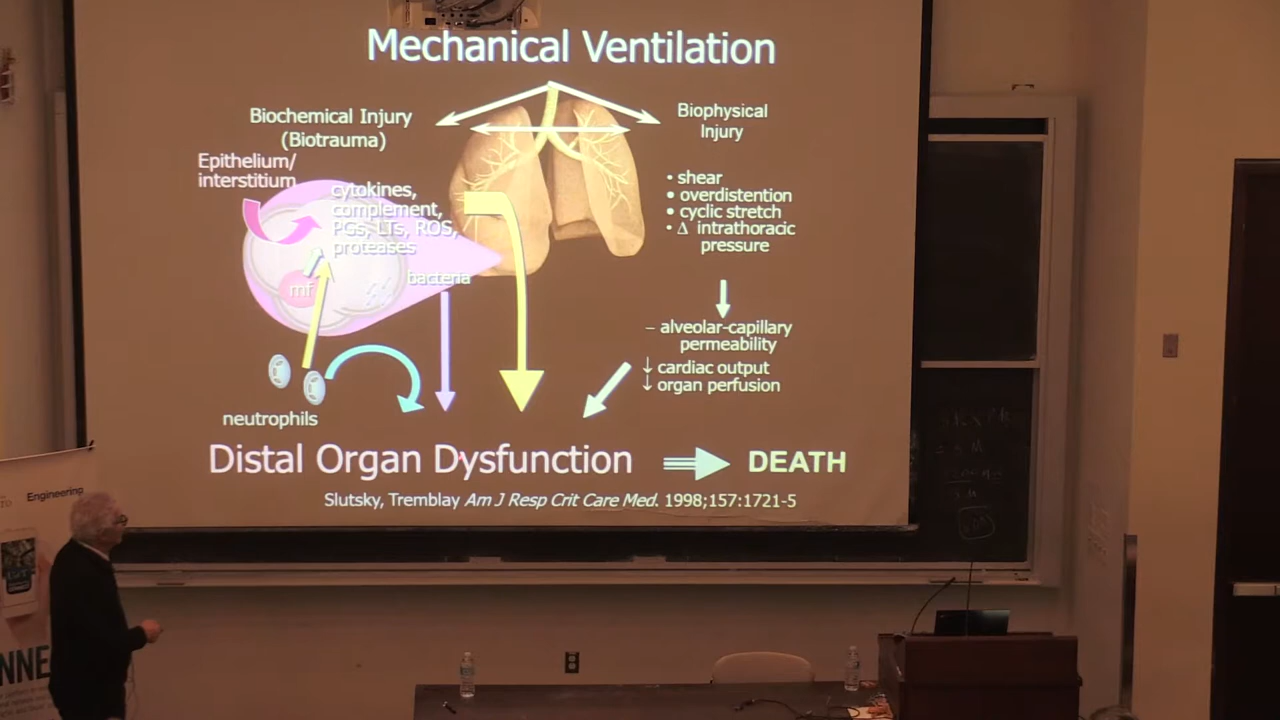 Mechanical Ventilation
Biochemical Injury
(Biotrauma)
Biophysical
Injury
Epithelium/
interstitium
cytokines,
complement,
PGs, LTs, ROS,
proteases
bacteria
mf
neutrophils
• shear
• overdistention
• cyclic stretch
• Δ intrathoracic
pressure
– alveolar-capillary
permeability
↓ cardiac output
↓ organ perfusion
Distal Organ Dysfunction
DEATH
Slutsky, Tremblay Am J Resp Crit Care Med. 1998;157:1721-5
Engineering